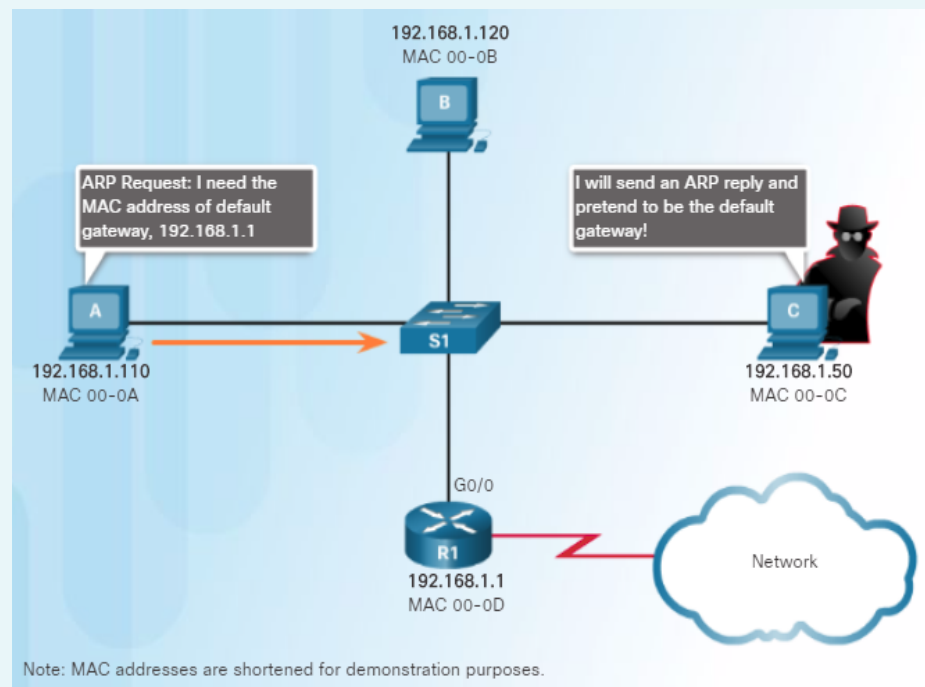 192.168.1.120
MAC 00-0B
B
ARP Request: I need the
MAC address of default
gateway, 192.168.1.1
I will send an ARP reply and
pretend to be the default
gateway!
A
S1
C
192.168.1.110
MAC 00-0A
192.168.1.50
MAC 00-0C
G0/0
R1
192.168.1.1
MAC 00-0D
Network
Note: MAC addresses are shortened for demonstration purposes.